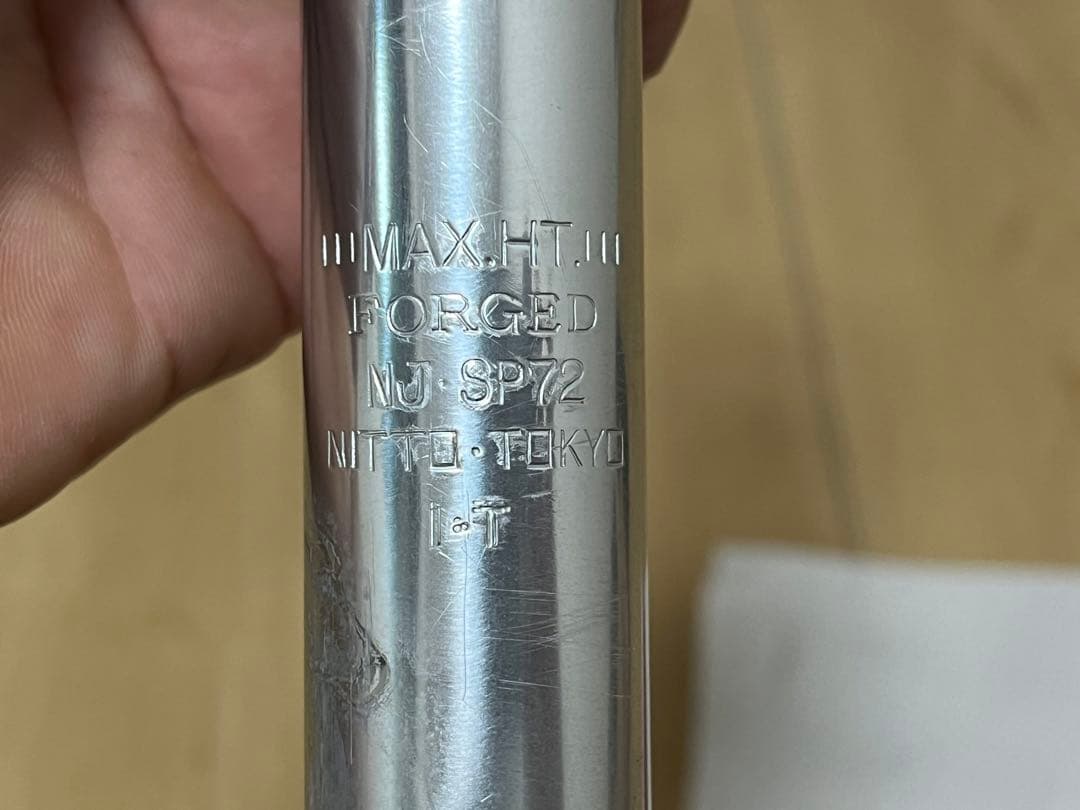 MAX.HT.
FORGED
NJ·SP72
NITTO·TOKYO
I·T